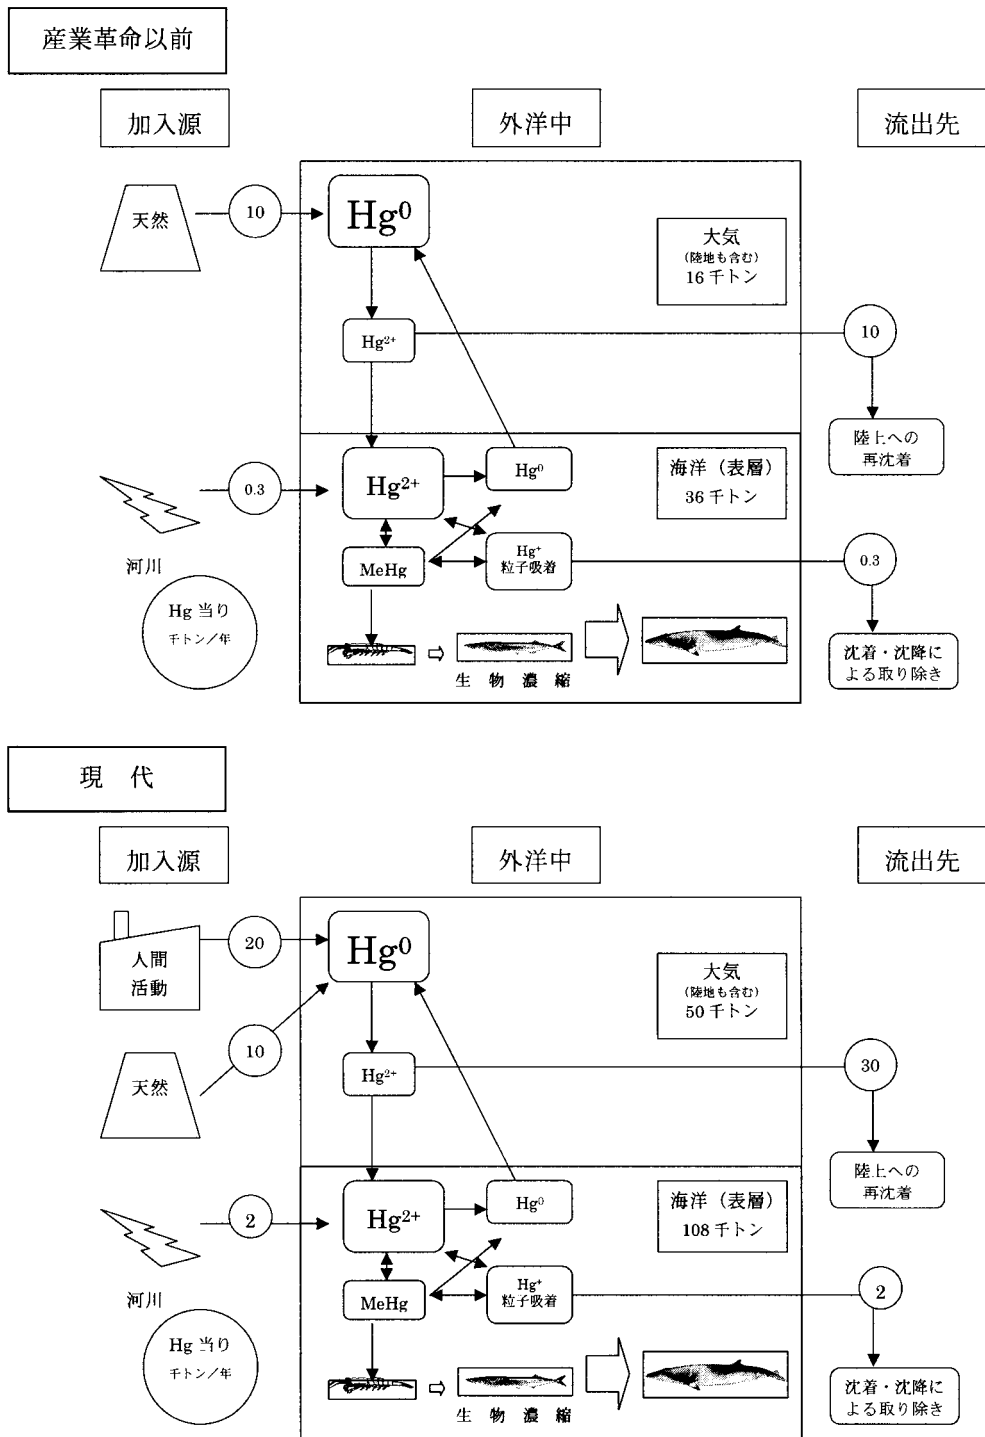 産業革命以前
加入源
外洋中
流出先
天然
10
Hg⁰
大気
(陸地も含む)
16千トン
Hg²⁺
10
陸上への
再沈着
0.3
Hg²⁺
Hg⁰
海洋（表層）
36千トン
河川
MeHg
Hg⁺
粒子吸着
0.3
Hg当り
千トン／年
沈着・沈降に
よる取り除き
生物濃縮
現　代
加入源
外洋中
流出先
人間
活動
20
Hg⁰
大気
(陸地も含む)
50千トン
天然
10
Hg²⁺
30
陸上への
再沈着
2
Hg²⁺
Hg⁰
海洋（表層）
108千トン
河川
MeHg
Hg⁺
粒子吸着
2
Hg当り
千トン／年
沈着・沈降に
よる取り除き
生物濃縮